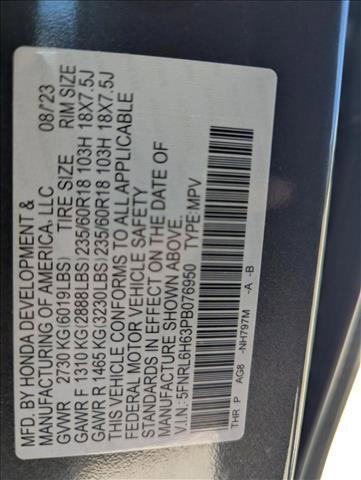 MFD. BY HONDA DEVELOPMENT & 08/23
MANUFACTURING OF AMERICA, LLC
GVWR 2730 KG(6019LBS) TIRE SIZE RIM SIZE
GAWR F 1310 KG(2888LBS) 235/60R18 103H 18X7.5J
GAWR R 1465 KG(3230LBS) 235/60R18 103H 18X7.5J
THIS VEHICLE CONFORMS TO ALL APPLICABLE
FEDERAL MOTOR VEHICLE SAFETY
STANDARDS IN EFFECT ON THE DATE OF
MANUFACTURE SHOWN ABOVE.
V.I.N.: 5FNRL6H63PB076950 TYPE:MPV
THR P AG8 -NH797M -A -B